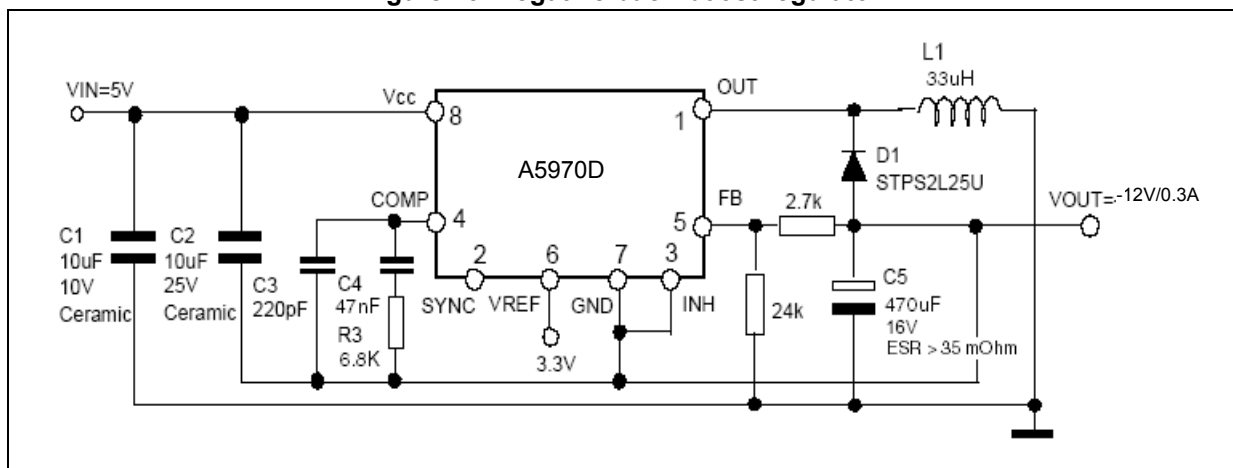 VIN=5V
Vcc
8
OUT
1
L1
33uH
A5970D
D1
STPS2L25U
COMP
4
FB
5
2.7k
VOUT=-12V/0.3A
C1
10uF
10V
Ceramic
C2
10uF
25V
Ceramic
C3
220pF
C4
47nF
R3
6.8K
2
SYNC
6
VREF
3.3V
7
GND
3
INH
24k
C5
470uF
16V
ESR > 35 mOhm